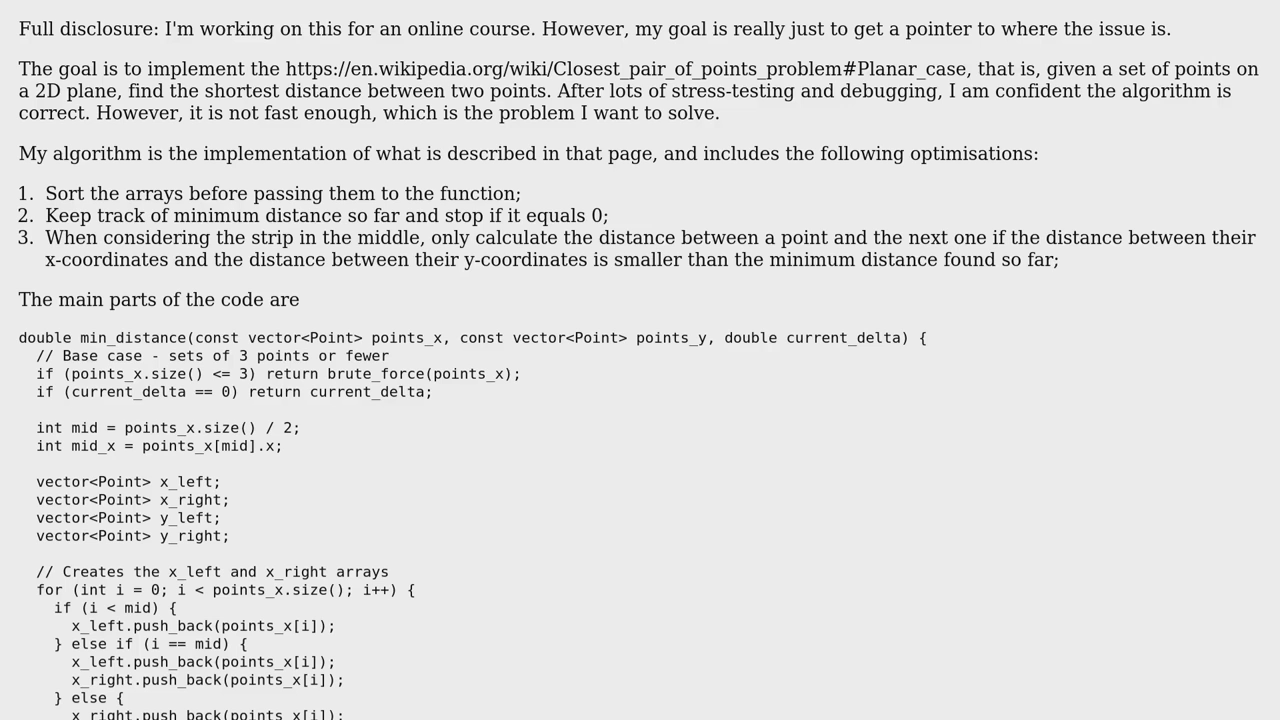 Full disclosure: I'm working on this for an online course. However, my goal is really just to get a pointer to where the issue is.
The goal is to implement the https://en.wikipedia.org/wiki/Closest_pair_of_points_problem#Planar_case, that is, given a set of points on
a 2D plane, find the shortest distance between two points. After lots of stress-testing and debugging, I am confident the algorithm is
correct. However, it is not fast enough, which is the problem I want to solve.
My algorithm is the implementation of what is described in that page, and includes the following optimisations:
1. Sort the arrays before passing them to the function;
2. Keep track of minimum distance so far and stop if it equals 0;
3. When considering the strip in the middle, only calculate the distance between a point and the next one if the distance between their
x-coordinates and the distance between their y-coordinates is smaller than the minimum distance found so far;
The main parts of the code are
double min_distance(const vector<Point> points_x, const vector<Point> points_y, double current_delta) {
  // Base case - sets of 3 points or fewer
  if (points_x.size() <= 3) return brute_force(points_x);
  if (current_delta == 0) return current_delta;
  int mid = points_x.size() / 2;
  int mid_x = points_x[mid].x;
  vector<Point> x_left;
  vector<Point> x_right;
  vector<Point> y_left;
  vector<Point> y_right;
  // Creates the x_left and x_right arrays
  for (int i = 0; i < points_x.size(); i++) {
    if (i < mid) {
      x_left.push_back(points_x[i]);
    } else if (i == mid) {
      x_left.push_back(points_x[i]);
      x_right.push_back(points_x[i]);
    } else {
      x_right.push_back(points_x[i]);